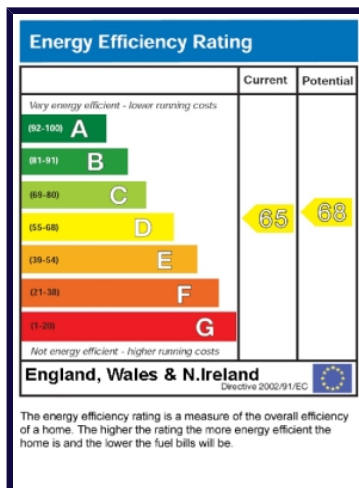 Energy Efficiency Rating
Current Potential
Very energy efficient - lower running costs
(92-100) A
(81-91) B
(69-80) C
(55-68) D
65 68
(39-54) E
(21-38) F
(1-20) G
Not energy efficient - higher running costs
England, Wales & N.Ireland
Directive 2002/91/EC
The energy efficiency rating is a measure of the overall efficiency
of a home. The higher the rating the more energy efficient the
home is and the lower the fuel bills will be.